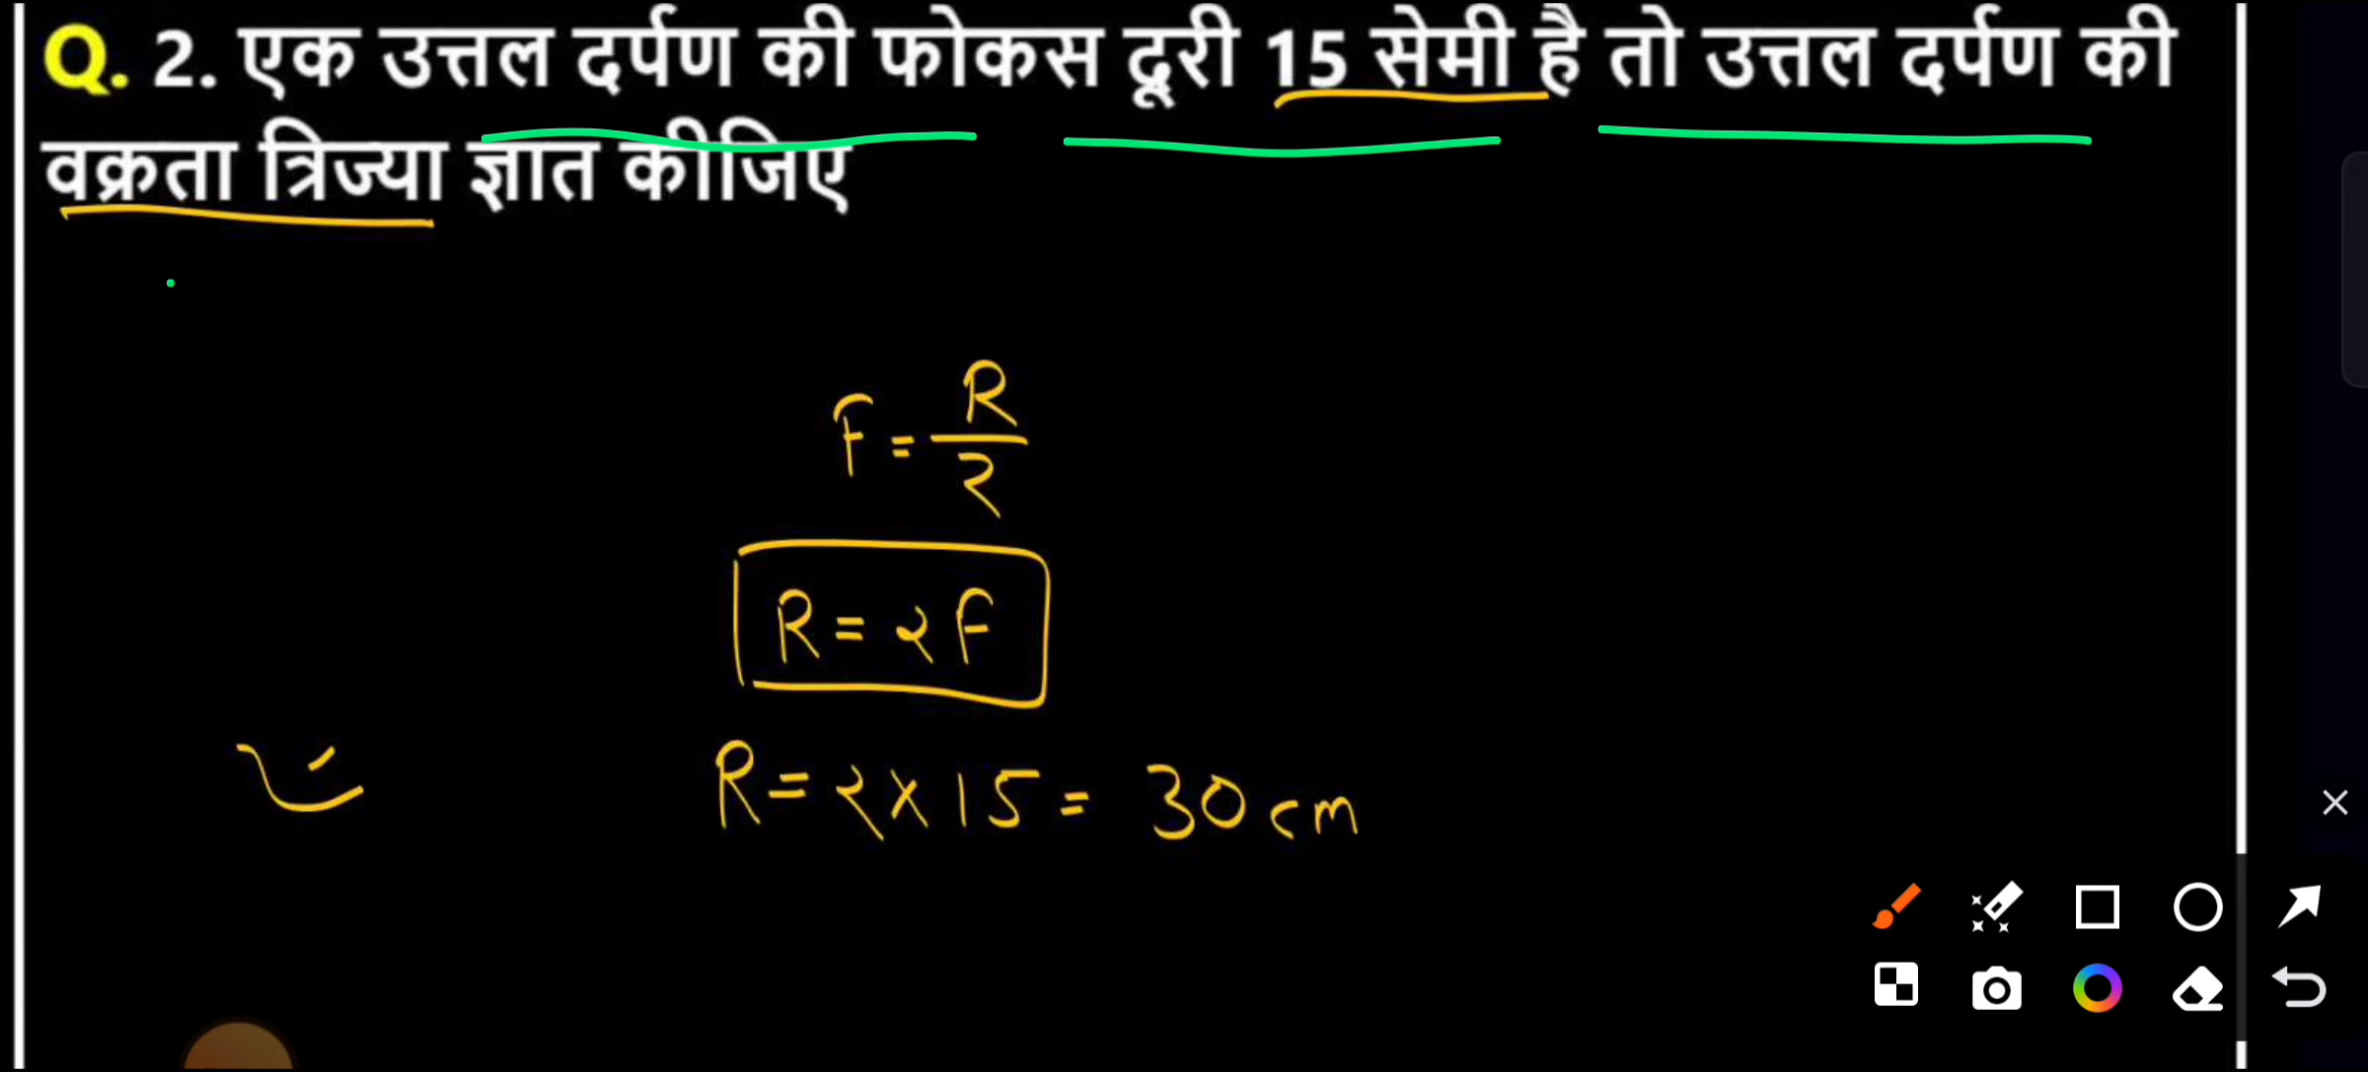 Q. 2. एक उत्तल दर्पण की फोकस दूरी 15 सेमी है तो उत्तल दर्पण की
वक्रता त्रिज्या ज्ञात कीजिए
F = R/2
R = 2F
R = 2 × 15 = 30 cm